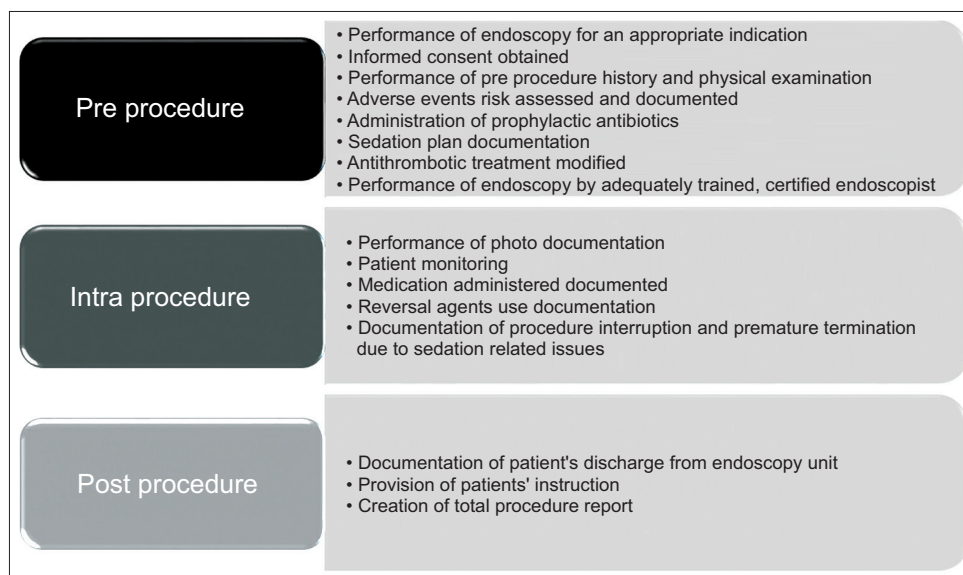 Pre procedure
• Performance of endoscopy for an appropriate indication
• Informed consent obtained
• Performance of pre procedure history and physical examination
• Adverse events risk assessed and documented
• Administration of prophylactic antibiotics
• Sedation plan documentation
• Antithrombotic treatment modified
• Performance of endoscopy by adequately trained, certified endoscopist
Intra procedure
• Performance of photo documentation
• Patient monitoring
• Medication administered documented
• Reversal agents use documentation
• Documentation of procedure interruption and premature termination
due to sedation related issues
Post procedure
• Documentation of patient's discharge from endoscopy unit
• Provision of patients' instruction
• Creation of total procedure report